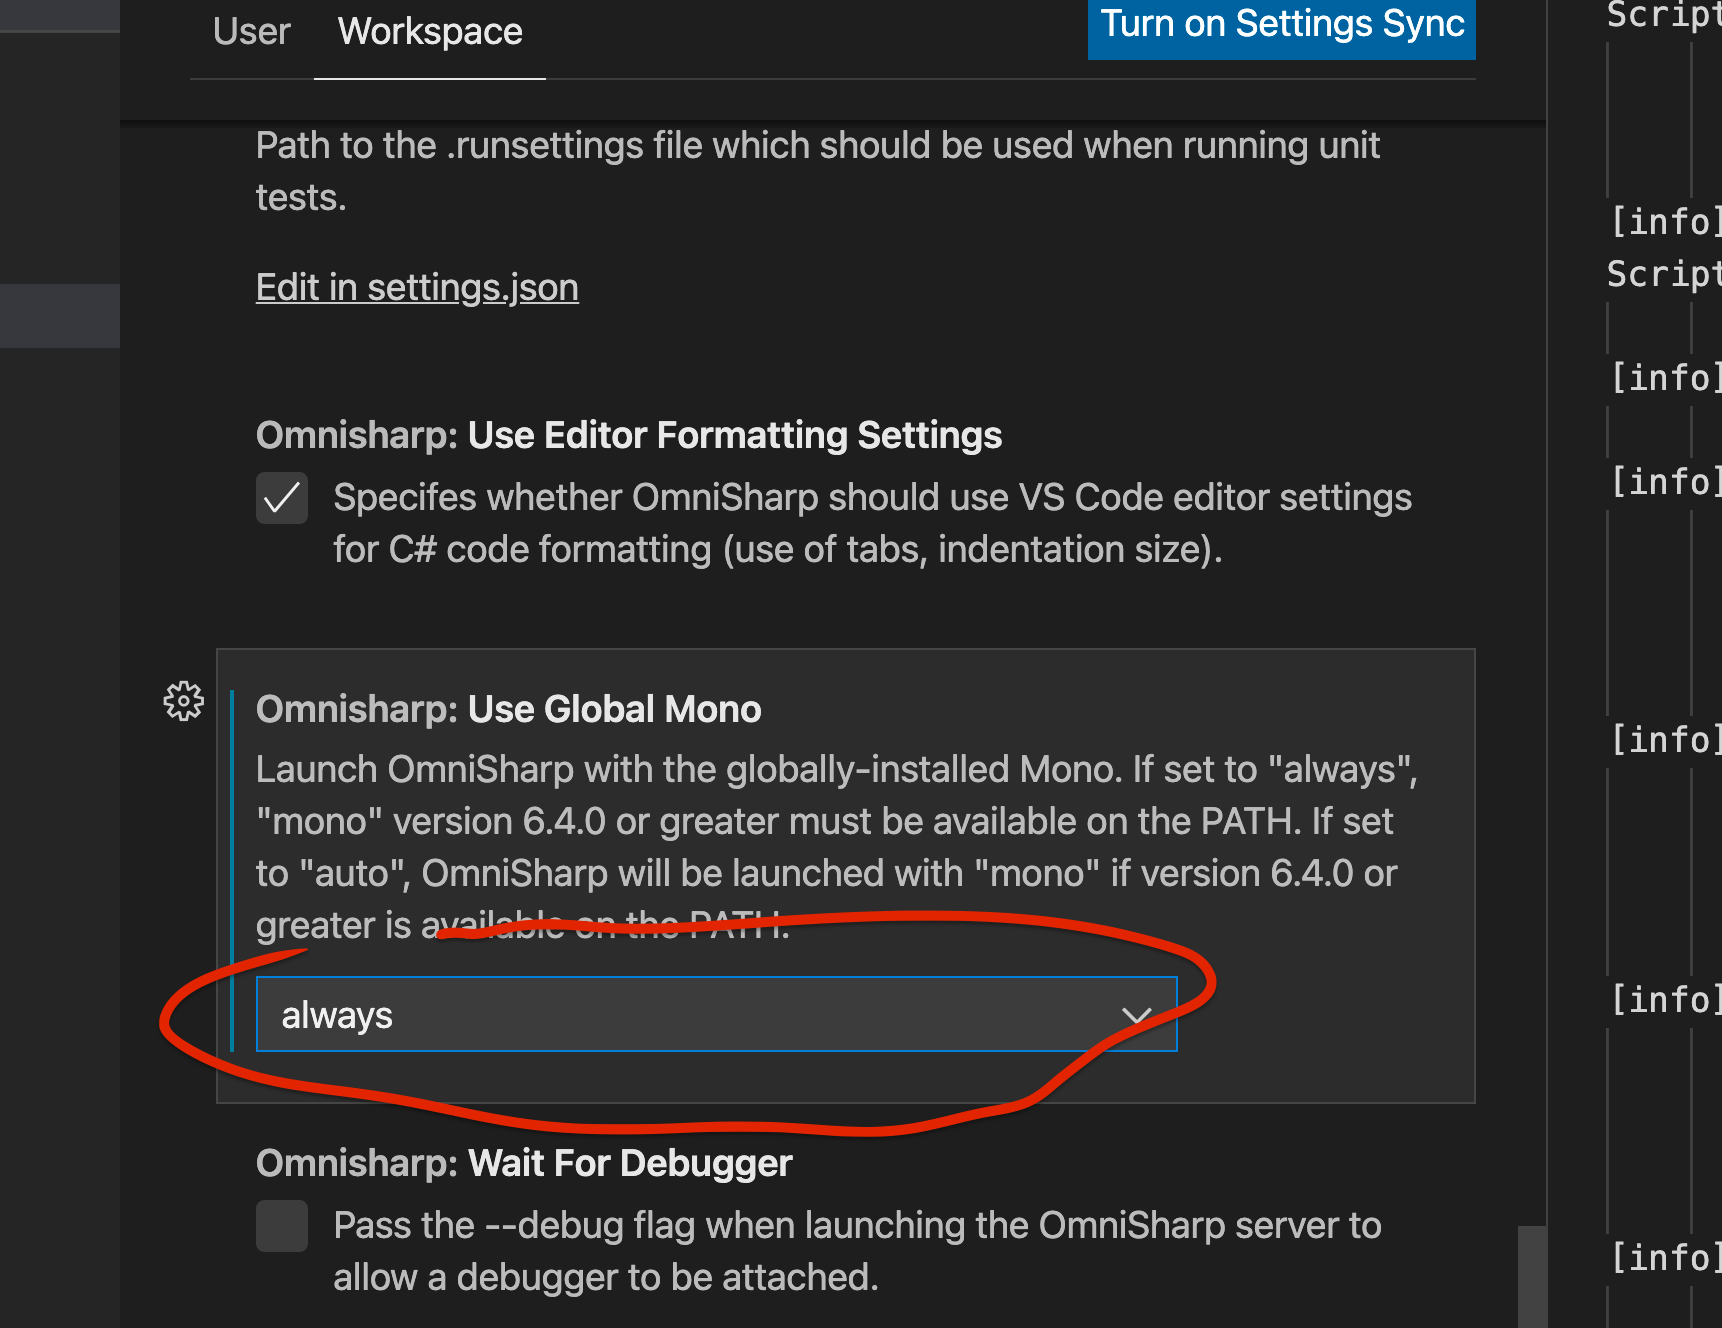 User Workspace
Turn on Settings Sync
Path to the .runsettings file which should be used when running unit
tests.
Edit in settings.json
Omnisharp: Use Editor Formatting Settings
Specifes whether OmniSharp should use VS Code editor settings
for C# code formatting (use of tabs, indentation size).
Omnisharp: Use Global Mono
Launch OmniSharp with the globally-installed Mono. If set to "always",
"mono" version 6.4.0 or greater must be available on the PATH. If set
to "auto", OmniSharp will be launched with "mono" if version 6.4.0 or
greater is available on the PATH.
always
Omnisharp: Wait For Debugger
Pass the --debug flag when launching the OmniSharp server to
allow a debugger to be attached.
Script
[info]
Script
[info]
[info]
[info]
[info]
[info]